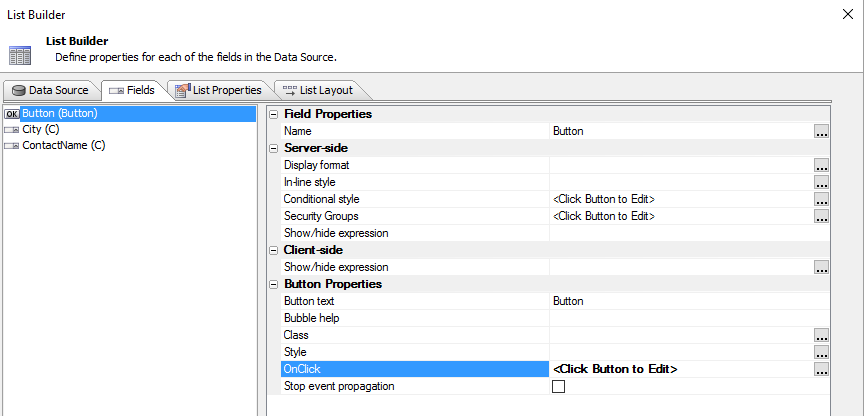 List Builder
List Builder
Define properties for each of the fields in the Data Source.
Data Source Fields List Properties List Layout
OK Button (Button)
City (C)
ContactName (C)
Field Properties
Name Button ...
Server-side
Display format ...
In-line style ...
Conditional style <Click Button to Edit> ...
Security Groups <Click Button to Edit> ...
Show/hide expression
Client-side
Show/hide expression ...
Button Properties
Button text Button
Bubble help
Class ...
Style ...
OnClick <Click Button to Edit> ...
Stop event propagation